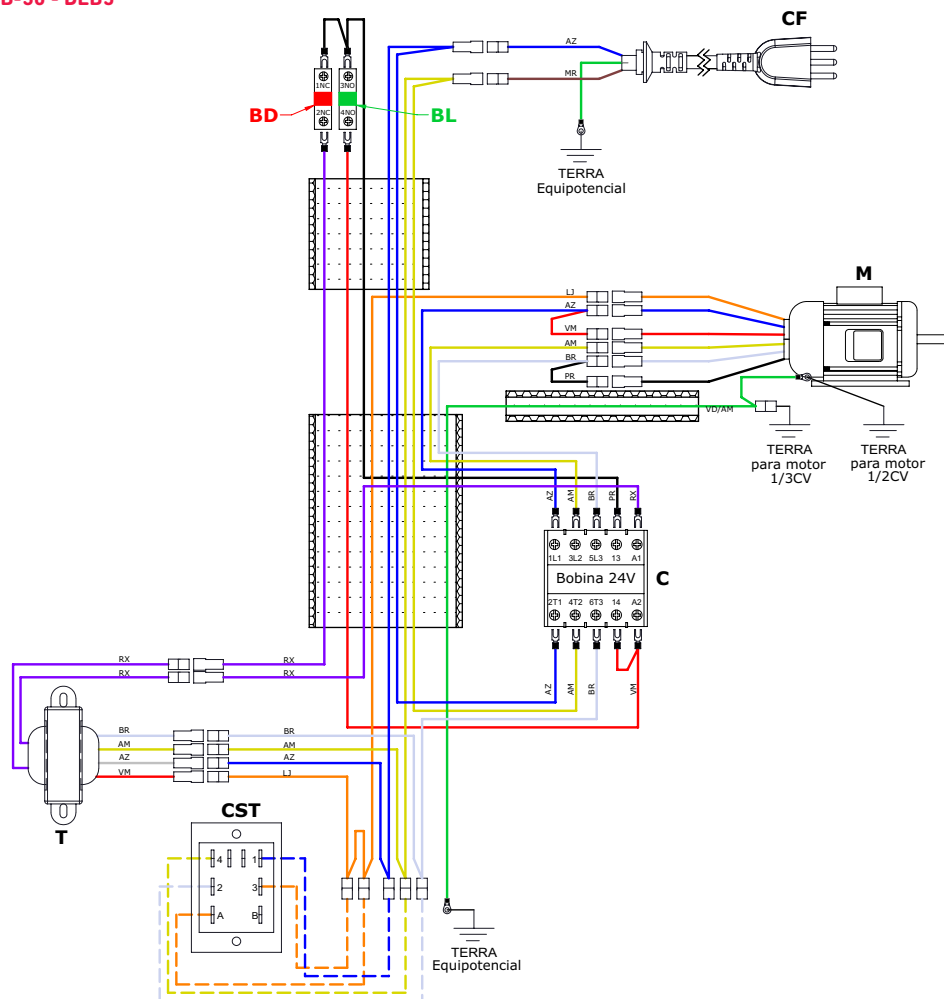 CF
AZ
MR
1NC
3NO
2NC
4NO
BD
BL
TERRA
Equipotencial
M
LJ
AZ
VM
AM
BR
PR
VD/AM
TERRA
para motor
1/3CV
TERRA
para motor
1/2CV
AZ
AM
BR
PR
RX
1L1
3L2
5L3
13
A1
Bobina 24V
C
2T1
4T2
6T3
14
A2
AZ
AM
BR
VM
RX
RX
RX
RX
BR
BR
AM
AM
AZ
AZ
VM
LJ
T
CST
4
1
2
3
A
B
TERRA
Equipotencial